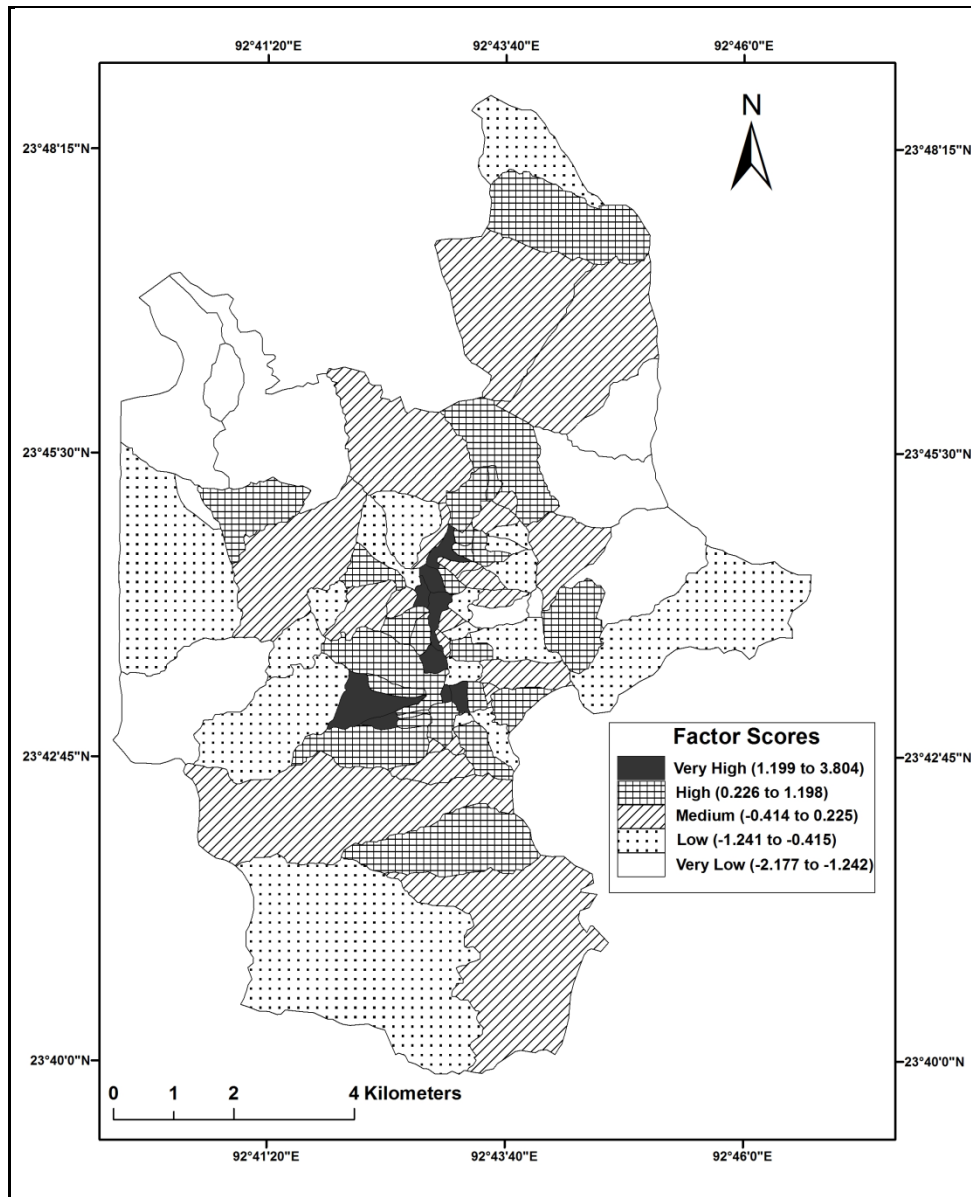 92°41'20"E 92°43'40"E 92°46'0"E
N
23°48'15"N 23°48'15"N
23°45'30"N 23°45'30"N
23°42'45"N 23°42'45"N
Factor Scores
Very High (1.199 to 3.804)
High (0.226 to 1.198)
Medium (-0.414 to 0.225)
Low (-1.241 to -0.415)
Very Low (-2.177 to -1.242)
23°40'0"N 23°40'0"N
0 1 2 4 Kilometers
92°41'20"E 92°43'40"E 92°46'0"E